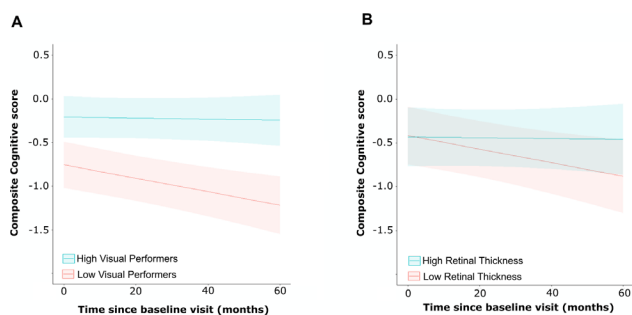 A
0.5
0.0
-0.5
-1.0
-1.5
Composite Cognitive score
High Visual Performers
Low Visual Performers
0 20 40 60
Time since baseline visit (months)
B
0.5
0.0
-0.5
-1.0
-1.5
Composite Cognitive score
High Retinal Thickness
Low Retinal Thickness
0 20 40 60
Time since baseline visit (months)